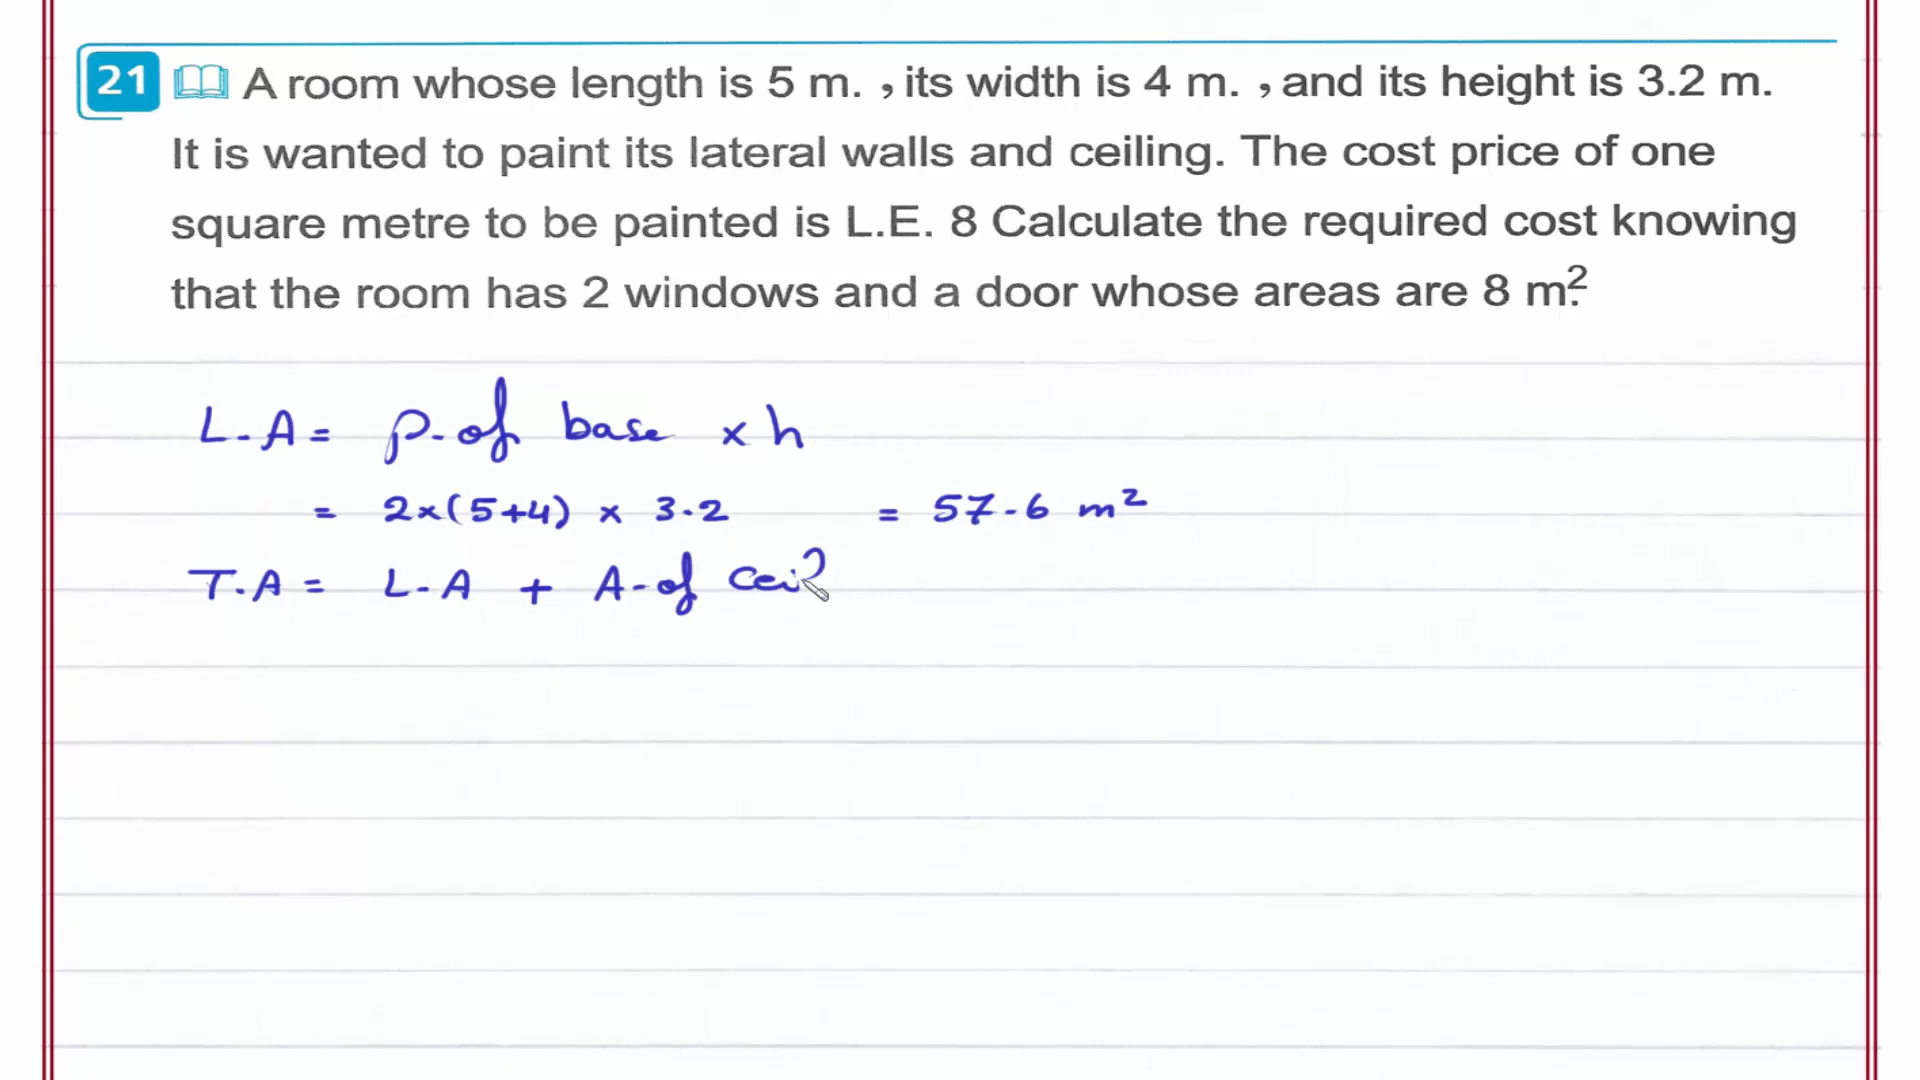 21 A room whose length is 5 m. , its width is 4 m. , and its height is 3.2 m.
It is wanted to paint its lateral walls and ceiling. The cost price of one
square metre to be painted is L.E. 8 Calculate the required cost knowing
that the room has 2 windows and a door whose areas are 8 m².
L.A = P. of base × h
= 2×(5+4) × 3.2 = 57.6 m²
T.A = L.A + A. of